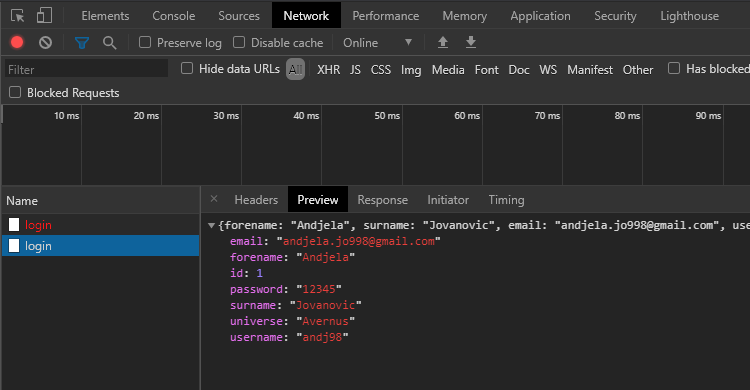 Elements Console Sources Network Performance Memory Application Security Lighthouse
Preserve log Disable cache Online
Filter Hide data URLs All XHR JS CSS Img Media Font Doc WS Manifest Other Has blocked
Blocked Requests
10 ms 20 ms 30 ms 40 ms 50 ms 60 ms 70 ms 80 ms 90 ms
Name Headers Preview Response Initiator Timing
login
login
{forename: "Andjela", surname: "Jovanovic", email: "andjela.jo998@gmail.com", use
email: "andjela.jo998@gmail.com"
forename: "Andjela"
id: 1
password: "12345"
surname: "Jovanovic"
universe: "Avernus"
username: "andj98"